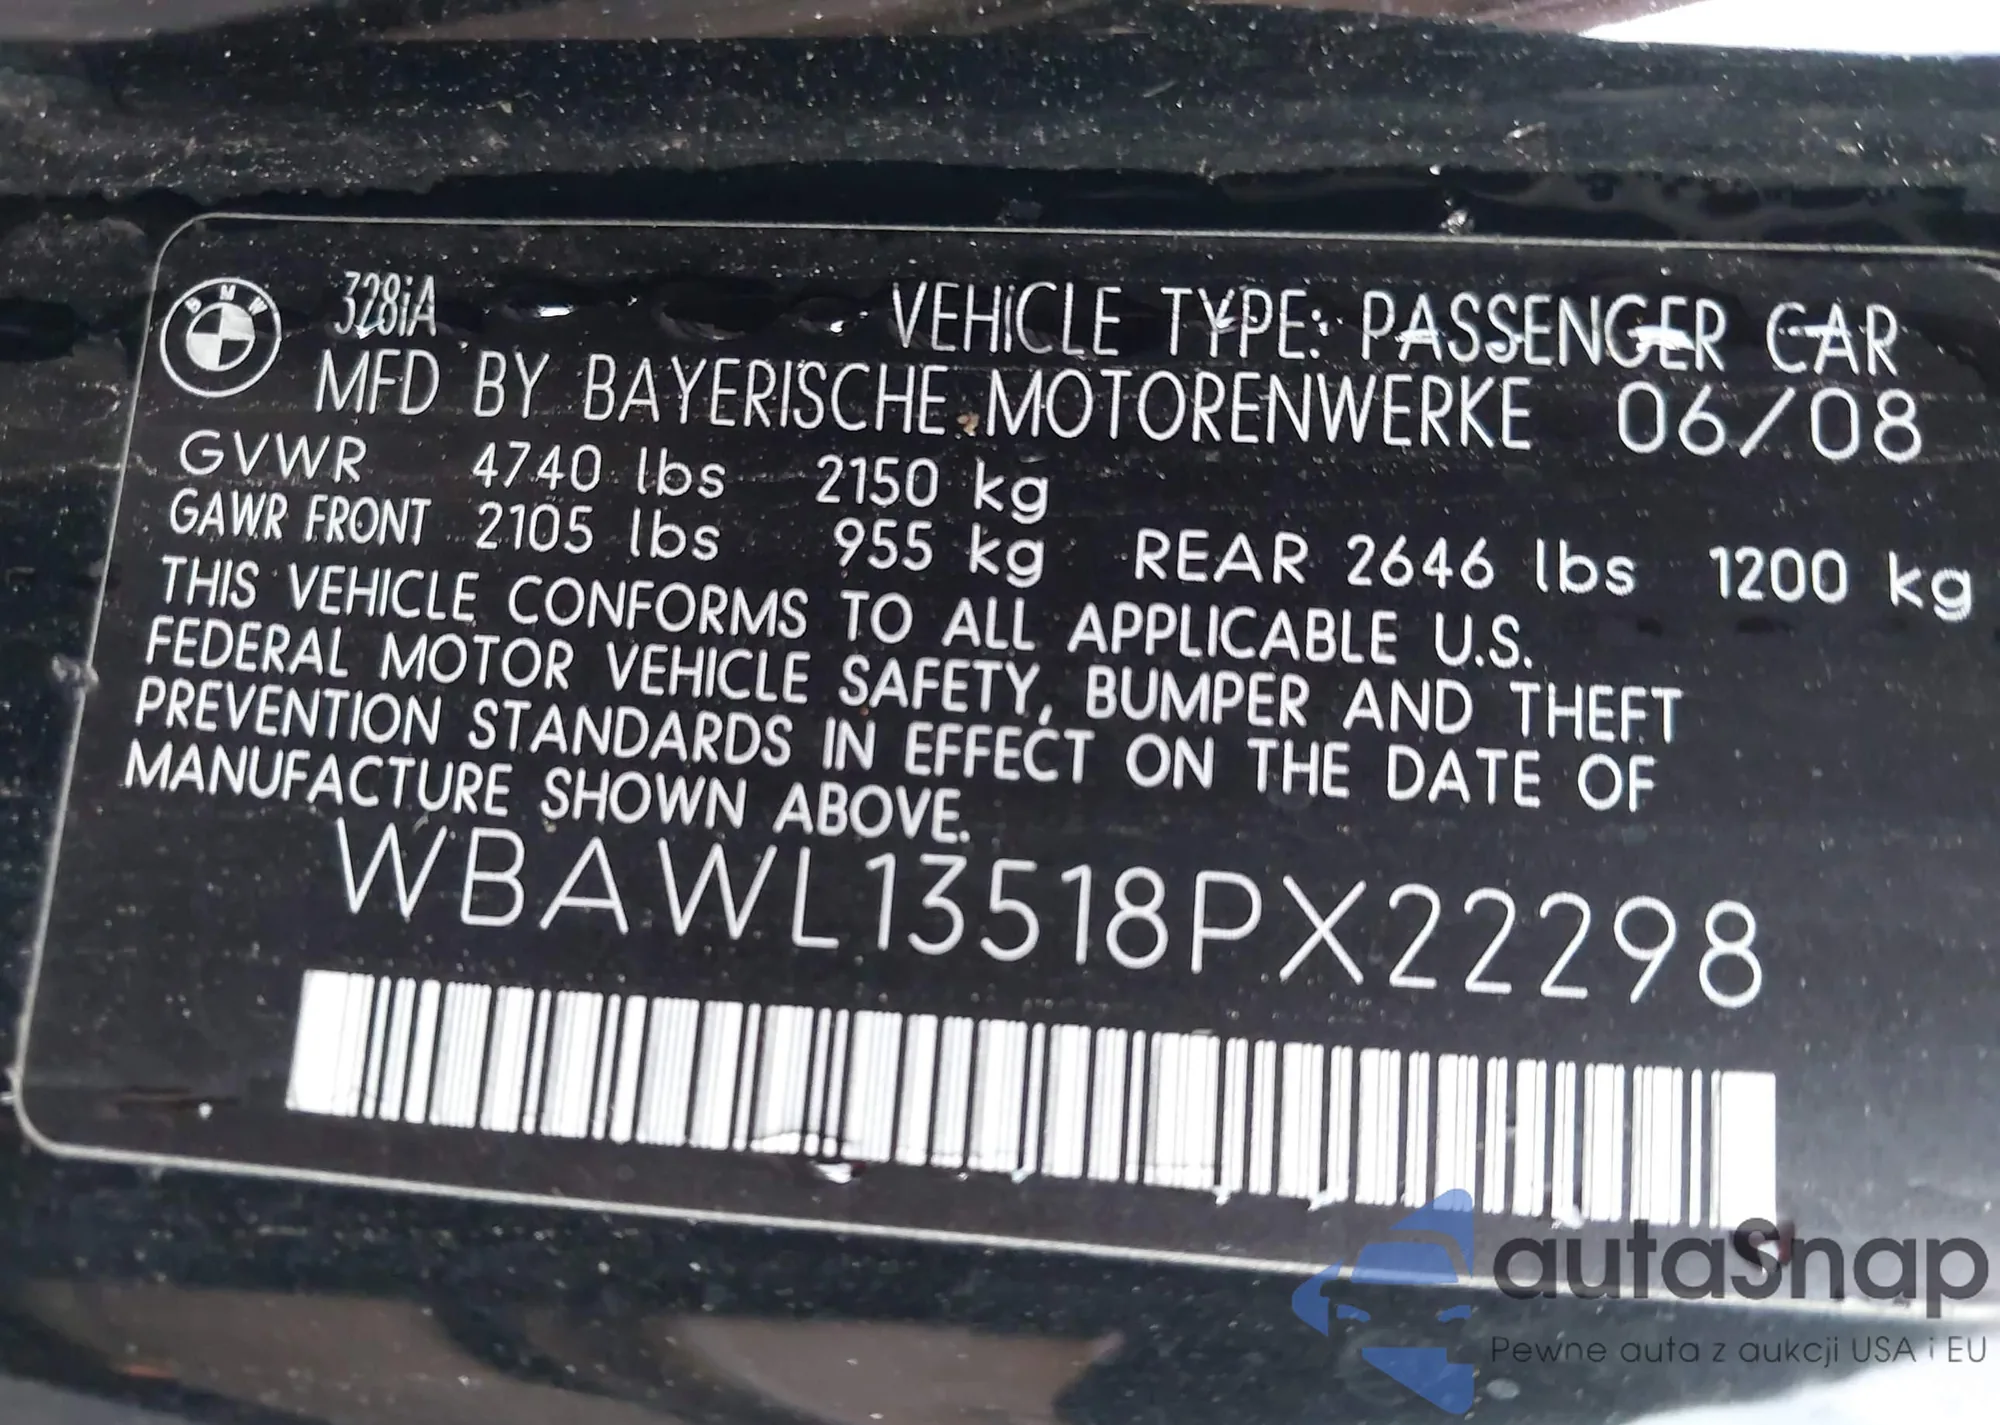 BMW
328iA VEHICLE TYPE: PASSENGER CAR
MFD BY BAYERISCHE MOTORENWERKE 06/08
GVWR 4740 lbs 2150 kg
GAWR FRONT 2105 lbs 955 kg REAR 2646 lbs 1200 kg
THIS VEHICLE CONFORMS TO ALL APPLICABLE U.S.
FEDERAL MOTOR VEHICLE SAFETY, BUMPER AND THEFT
PREVENTION STANDARDS IN EFFECT ON THE DATE OF
MANUFACTURE SHOWN ABOVE.
WBAWL13518PX22298
autasnap
Pewne auta z aukcji USA i EU